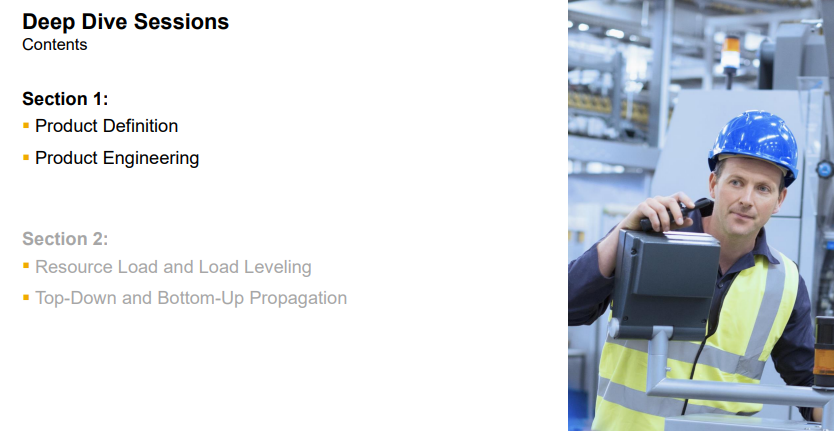 Deep Dive Sessions
Contents
Section 1:
Product Definition
Product Engineering
Section 2:
Resource Load and Load Leveling
Top-Down and Bottom-Up Propagation